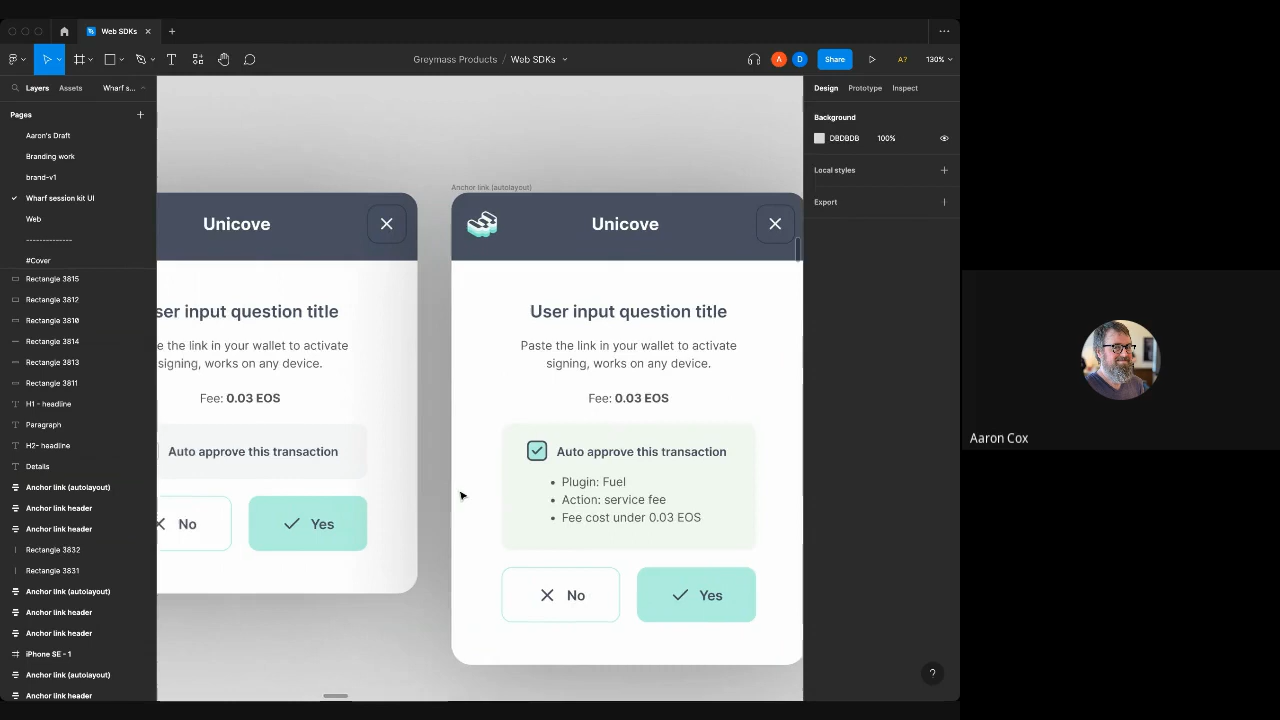 Web SDKs
Greymass Products / Web SDKs
A
D
Share
A?
130%
Layers
Assets
Wharf s...
Pages
Aaron's Draft
Branding work
brand-v1
Wharf session kit UI
Web
--------------
#Cover
Rectangle 3815
Rectangle 3812
Rectangle 3810
Rectangle 3814
Rectangle 3813
Rectangle 3811
H1 - headline
Paragraph
H2- headline
Details
Anchor link (autolayout)
Anchor link header
Anchor link header
Rectangle 3832
Rectangle 3831
Anchor link (autolayout)
Anchor link header
Anchor link header
iPhone SE - 1
Anchor link (autolayout)
Anchor link header
Unicove
ser input question title
e the link in your wallet to activate
signing, works on any device.
Fee: 0.03 EOS
Auto approve this transaction
No
Yes
Anchor link (autolayout)
Unicove
User input question title
Paste the link in your wallet to activate
signing, works on any device.
Fee: 0.03 EOS
Auto approve this transaction
• Plugin: Fuel
• Action: service fee
• Fee cost under 0.03 EOS
No
Yes
Design
Prototype
Inspect
Background
DBDBDB
100%
Local styles
Export
?
Aaron Cox